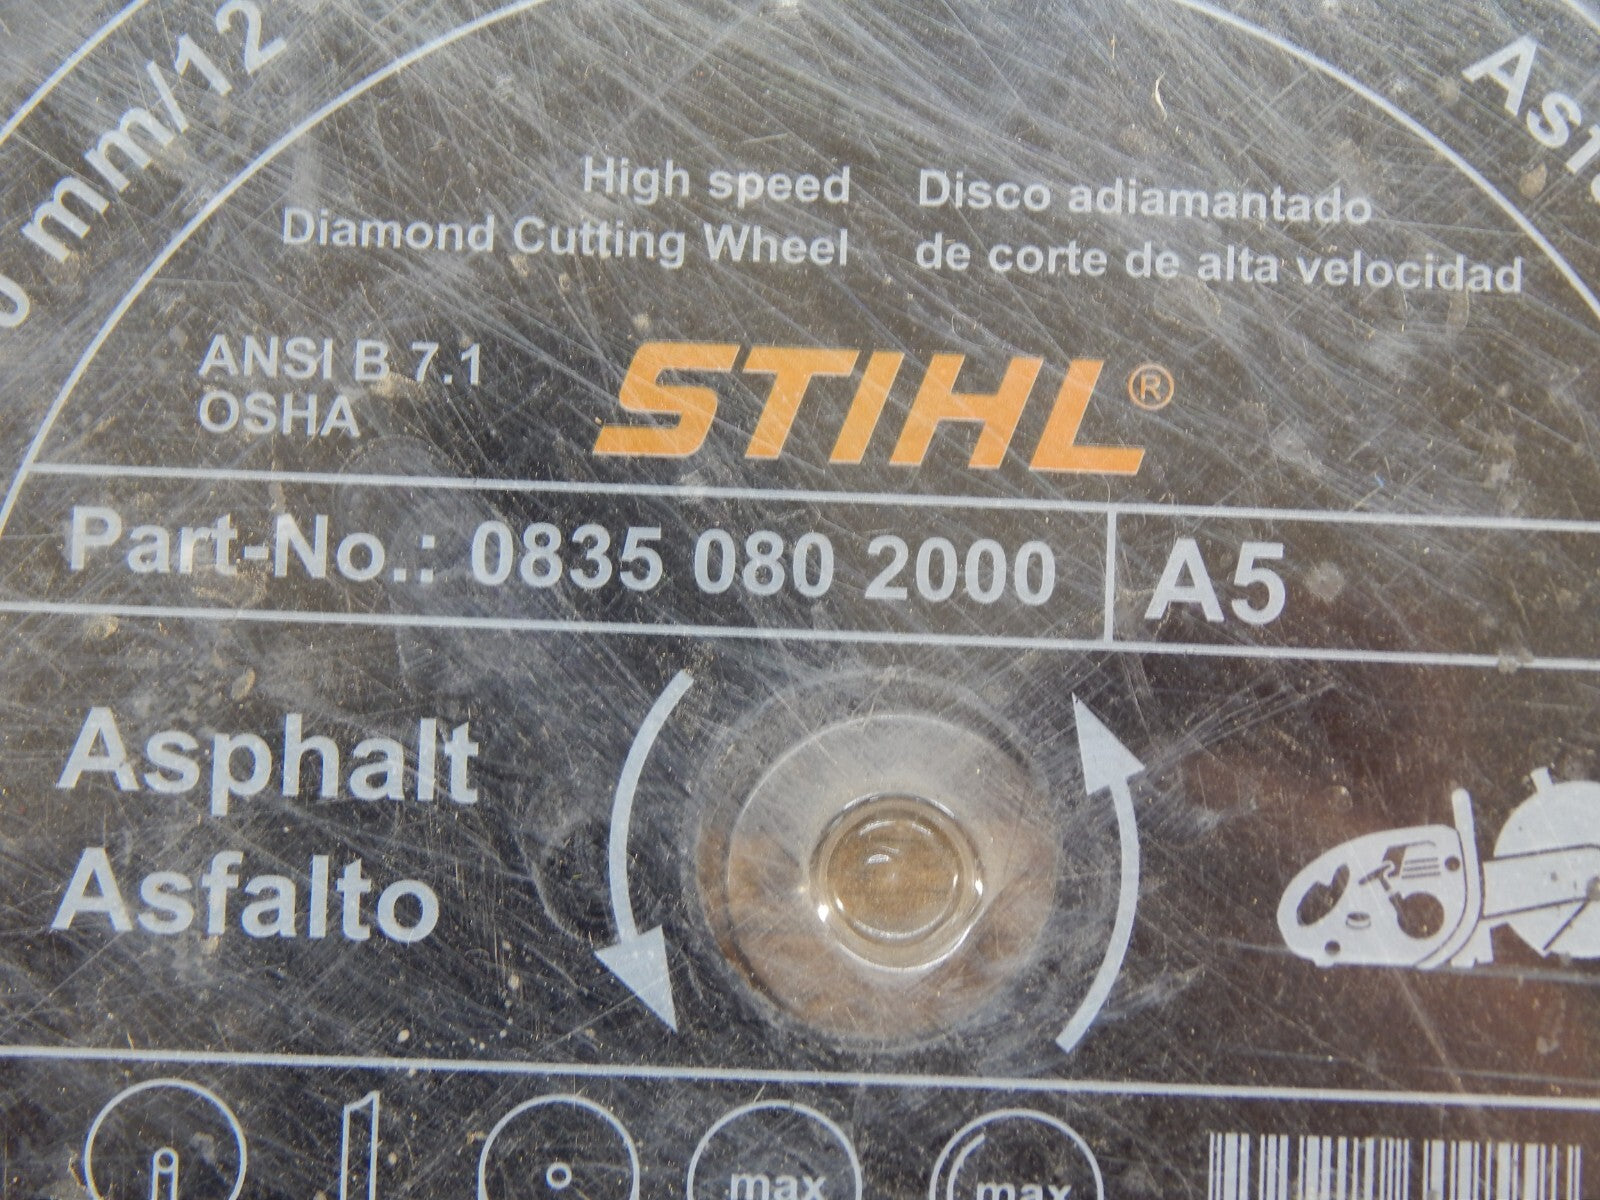 0 mm/12
High speed
Diamond Cutting Wheel
Disco adiamantado
de corte de alta velocidad
ANSI B 7.1
OSHA
STIHL®
Part-No.: 0835 080 2000
A5
Asphalt
Asfalto
max
max